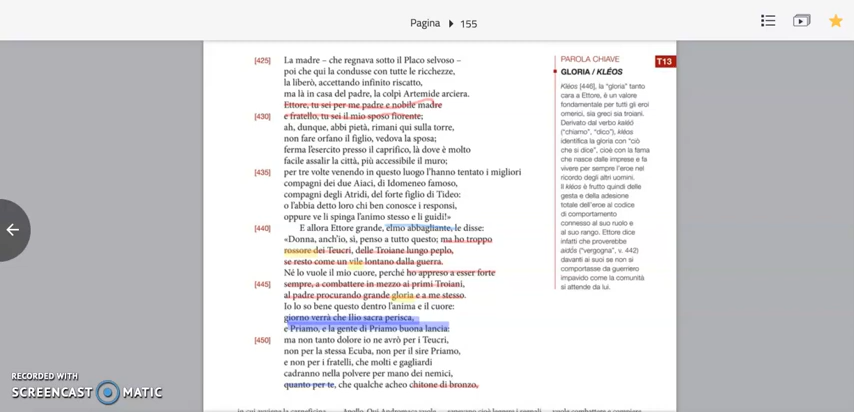 Pagina 155
[425] La madre – che regnava sotto il Placo selvoso –
poi che qui la condusse con tutte le ricchezze,
la liberò, accettando infinito riscatto,
ma là in casa del padre, la colpì Artemide arciera.
Ettore, tu sei per me padre e nobile madre
[430] e fratello, tu sei il mio sposo fiorente;
ah, dunque, abbi pietà, rimani qui sulla torre,
non fare orfano il figlio, vedova la sposa;
ferma l'esercito presso il caprifico, là dove è molto
facile assalir la città, più accessibile il muro;
[435] per tre volte venendo in questo luogo l'hanno tentato i migliori
compagni dei due Aiaci, di Idomeneo famoso,
compagni degli Atridi, del forte figlio di Tideo:
o l'abbia detto loro chi ben conosce i responsi,
oppure ve li spinga l'animo stesso e li guidi!»
[440] E allora Ettore grande, elmo abbagliante, le disse:
«Donna, anch'io, sì, penso a tutto questo; ma ho troppo
rossore dei Teucri, delle Troiane lungo peplo,
se resto come un vile lontano dalla guerra.
Né lo vuole il mio cuore, perché ho appreso a esser forte
[445] sempre, a combattere in mezzo ai primi Troiani,
al padre procurando grande gloria e a me stesso.
Io lo so bene questo dentro l'anima e il cuore:
giorno verrà che Ilio sacra perisca,
e Priamo, e la gente di Priamo buona lancia:
[450] ma non tanto dolore io ne avrò per i Teucri,
non per la stessa Ecuba, non per il sire Priamo,
e non per i fratelli, che molti e gagliardi
cadranno nella polvere per mano dei nemici,
quanto per te, che qualche acheo chitone di bronzo,
PAROLA CHIAVE
T13
GLORIA / KLÉOS
Kléos [446], la "gloria" tanto
cara a Ettore, è un valore
fondamentale per tutti gli eroi
omerici, sia greci sia troiani.
Derivato dal verbo kaléō
("chiamo", "dico"), kléos
identifica la gloria con "ciò
che si dice", cioè con la fama
che nasce dalle imprese e fa
vivere per sempre l'eroe nel
ricordo degli altri uomini.
Il kléos è frutto quindi delle
gesta e della adesione
totale dell'eroe al codice
di comportamento
connesso al suo ruolo e
al suo rango. Ettore dice
infatti che proverebbe
aidós ("vergogna", v. 442)
davanti ai suoi se non si
comportasse da guerriero
impavido come la comunità
si attende da lui.
RECORDED WITH
SCREENCAST MATIC